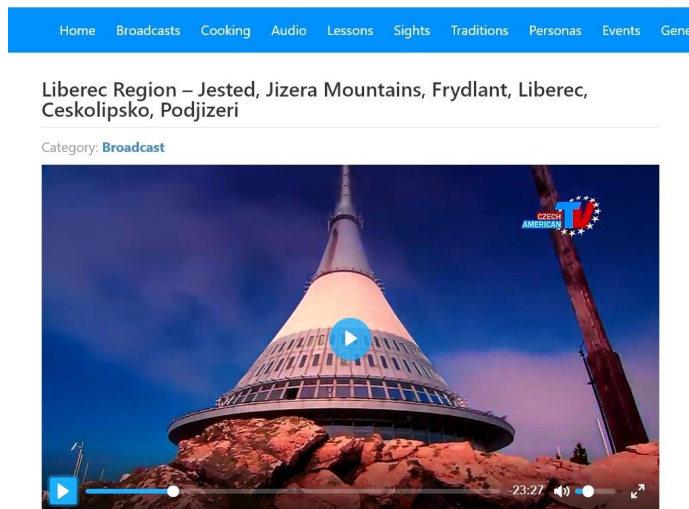 Home Broadcasts Cooking Audio Lessons Sights Traditions Personas Events Gene
Liberec Region – Jested, Jizera Mountains, Frydlant, Liberec,
Ceskolipsko, Podjizeri
Category: Broadcast
CZECH
AMERICAN
TV
-23:27